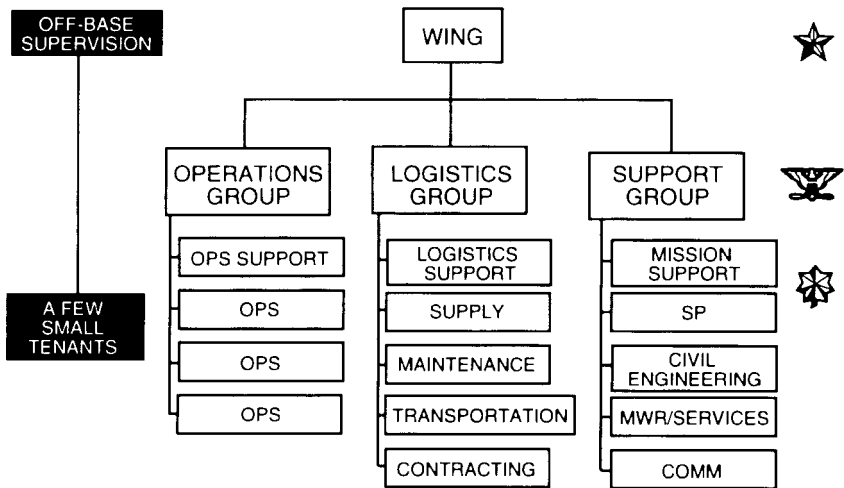 OFF-BASE
SUPERVISION
WING
OPERATIONS
GROUP
LOGISTICS
GROUP
SUPPORT
GROUP
OPS SUPPORT
OPS
OPS
OPS
LOGISTICS
SUPPORT
SUPPLY
MAINTENANCE
TRANSPORTATION
CONTRACTING
MISSION
SUPPORT
SP
CIVIL
ENGINEERING
MWR/SERVICES
COMM
A FEW
SMALL
TENANTS